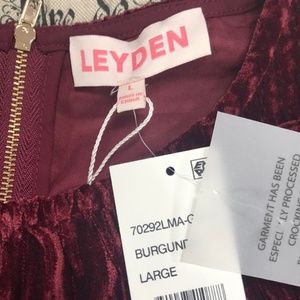 LEYDEN
L
MADE IN
CHINA
70292LMA-
BURGUND
LARGE
GARMENT HAS BEEN
ESPECI LY PROCESSED
CROCKING